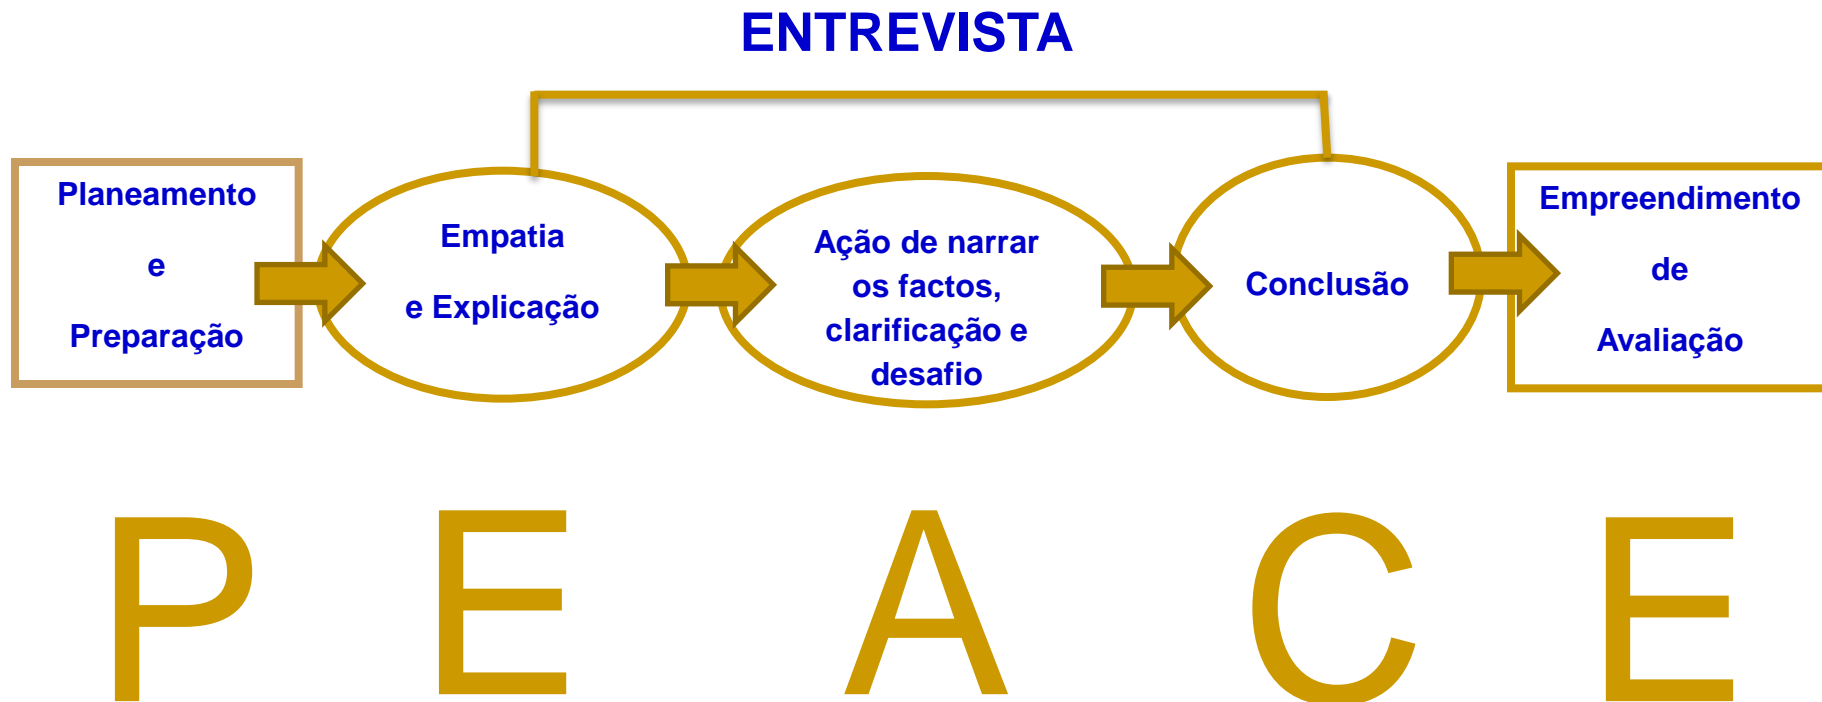 ENTREVISTA
Planeamento
e
Preparação
Empatia
e Explicação
Ação de narrar
os factos,
clarificação e
desafio
Conclusão
Empreendimento
de
Avaliação
P E A C E